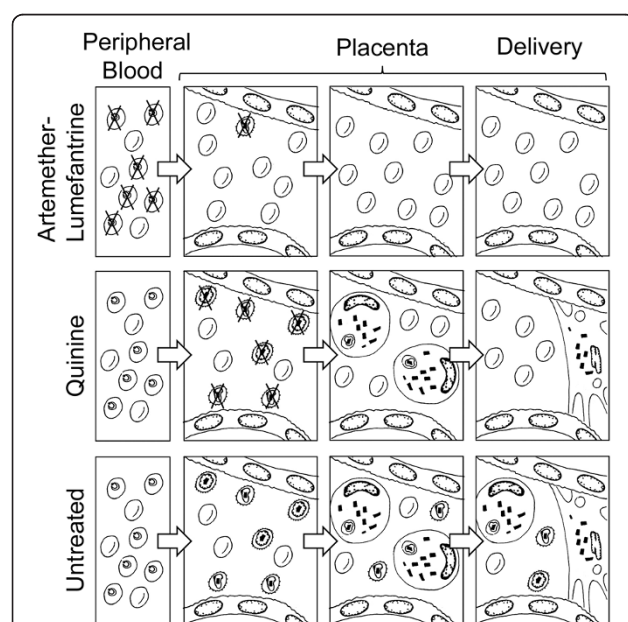 Peripheral
Blood
Placenta
Delivery
Artemether-
Lumefantrine
Quinine
Untreated